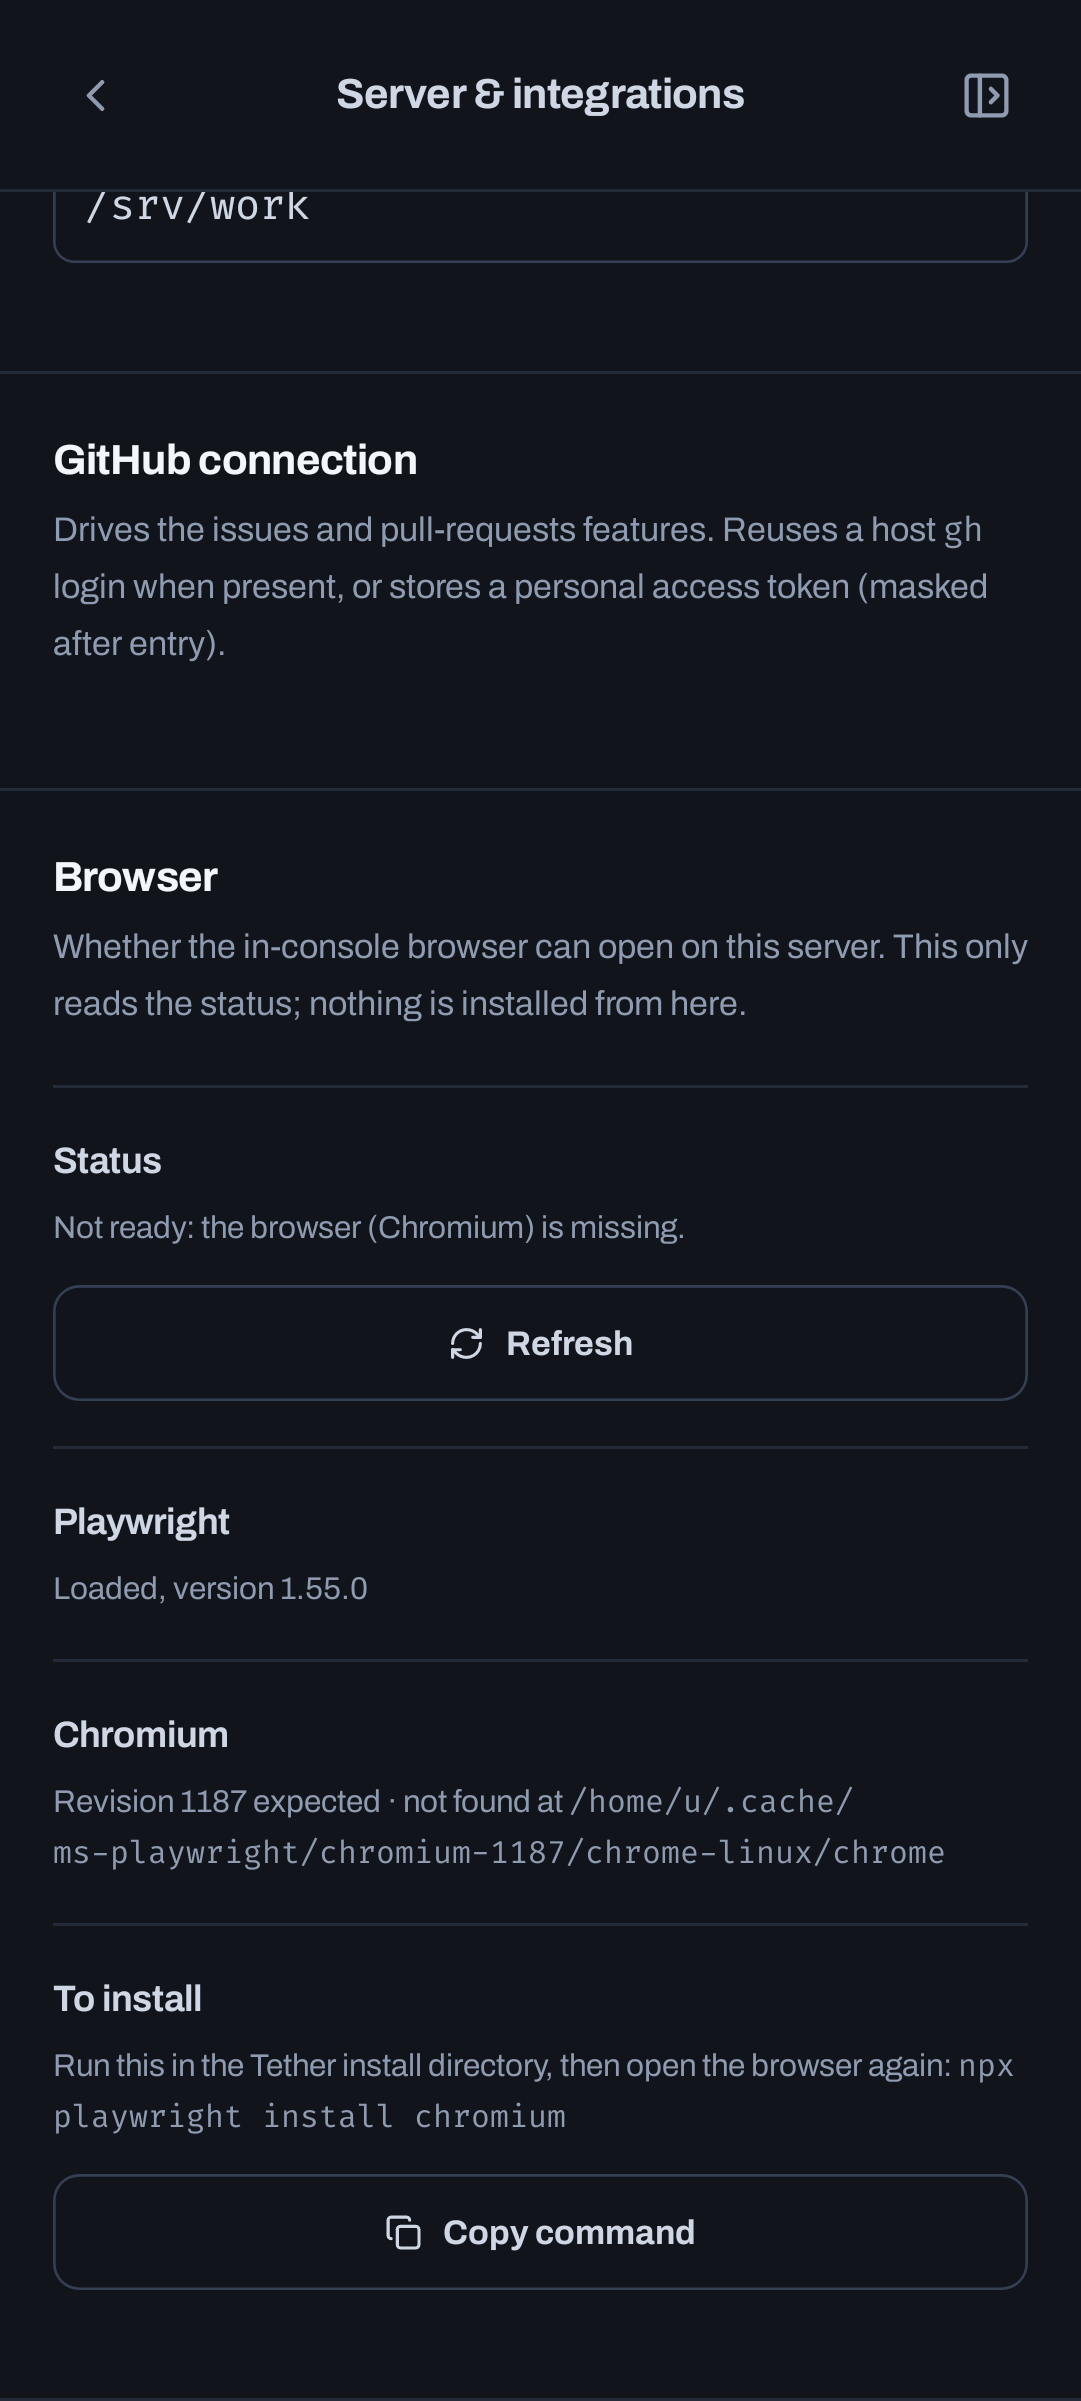 Server & integrations
/srv/work
GitHub connection
Drives the issues and pull-requests features. Reuses a host gh
login when present, or stores a personal access token (masked
after entry).
Browser
Whether the in-console browser can open on this server. This only
reads the status; nothing is installed from here.
Status
Not ready: the browser (Chromium) is missing.
Refresh
Playwright
Loaded, version 1.55.0
Chromium
Revision 1187 expected · not found at /home/u/.cache/
ms-playwright/chromium-1187/chrome-linux/chrome
To install
Run this in the Tether install directory, then open the browser again: npx
playwright install chromium
Copy command